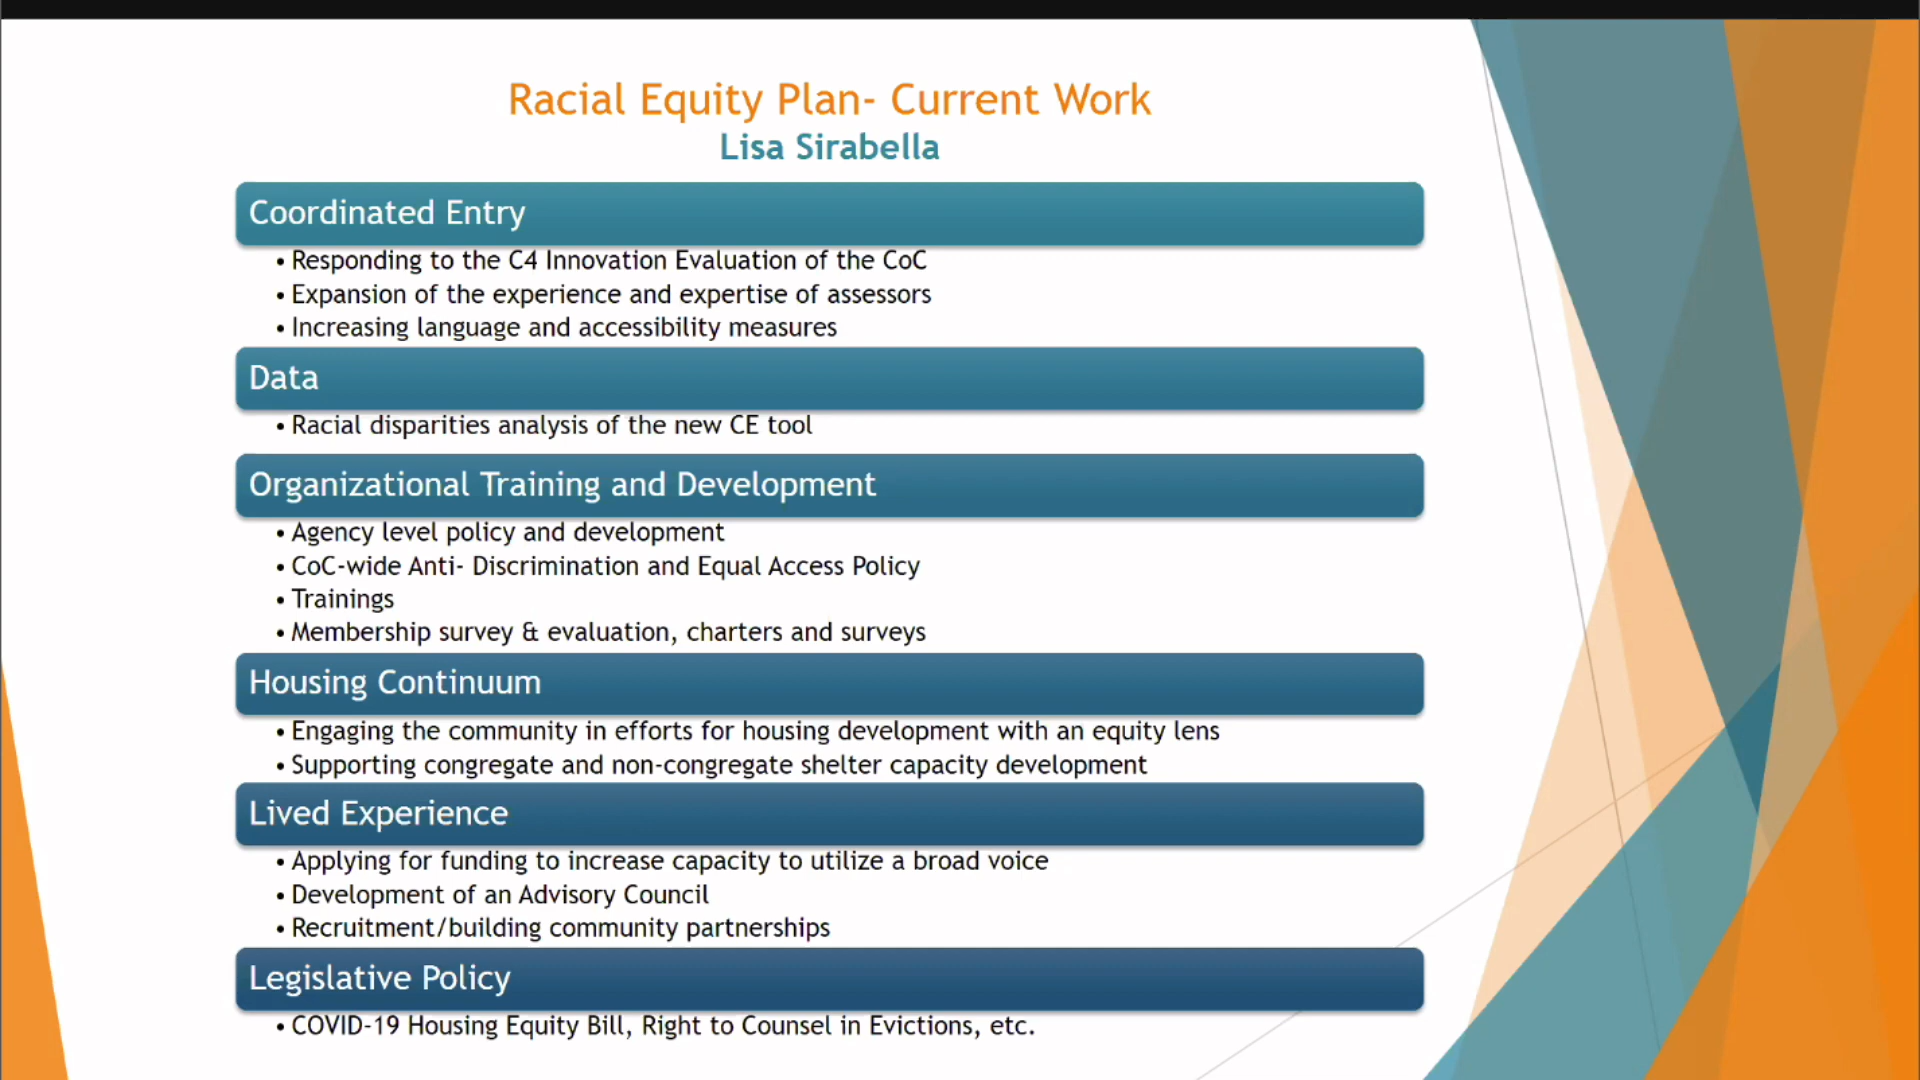 Racial Equity Plan- Current Work
Lisa Sirabella
Coordinated Entry
• Responding to the C4 Innovation Evaluation of the CoC
• Expansion of the experience and expertise of assessors
• Increasing language and accessibility measures
Data
• Racial disparities analysis of the new CE tool
Organizational Training and Development
• Agency level policy and development
• CoC-wide Anti- Discrimination and Equal Access Policy
• Trainings
• Membership survey & evaluation, charters and surveys
Housing Continuum
• Engaging the community in efforts for housing development with an equity lens
• Supporting congregate and non-congregate shelter capacity development
Lived Experience
• Applying for funding to increase capacity to utilize a broad voice
• Development of an Advisory Council
• Recruitment/building community partnerships
Legislative Policy
• COVID-19 Housing Equity Bill, Right to Counsel in Evictions, etc.